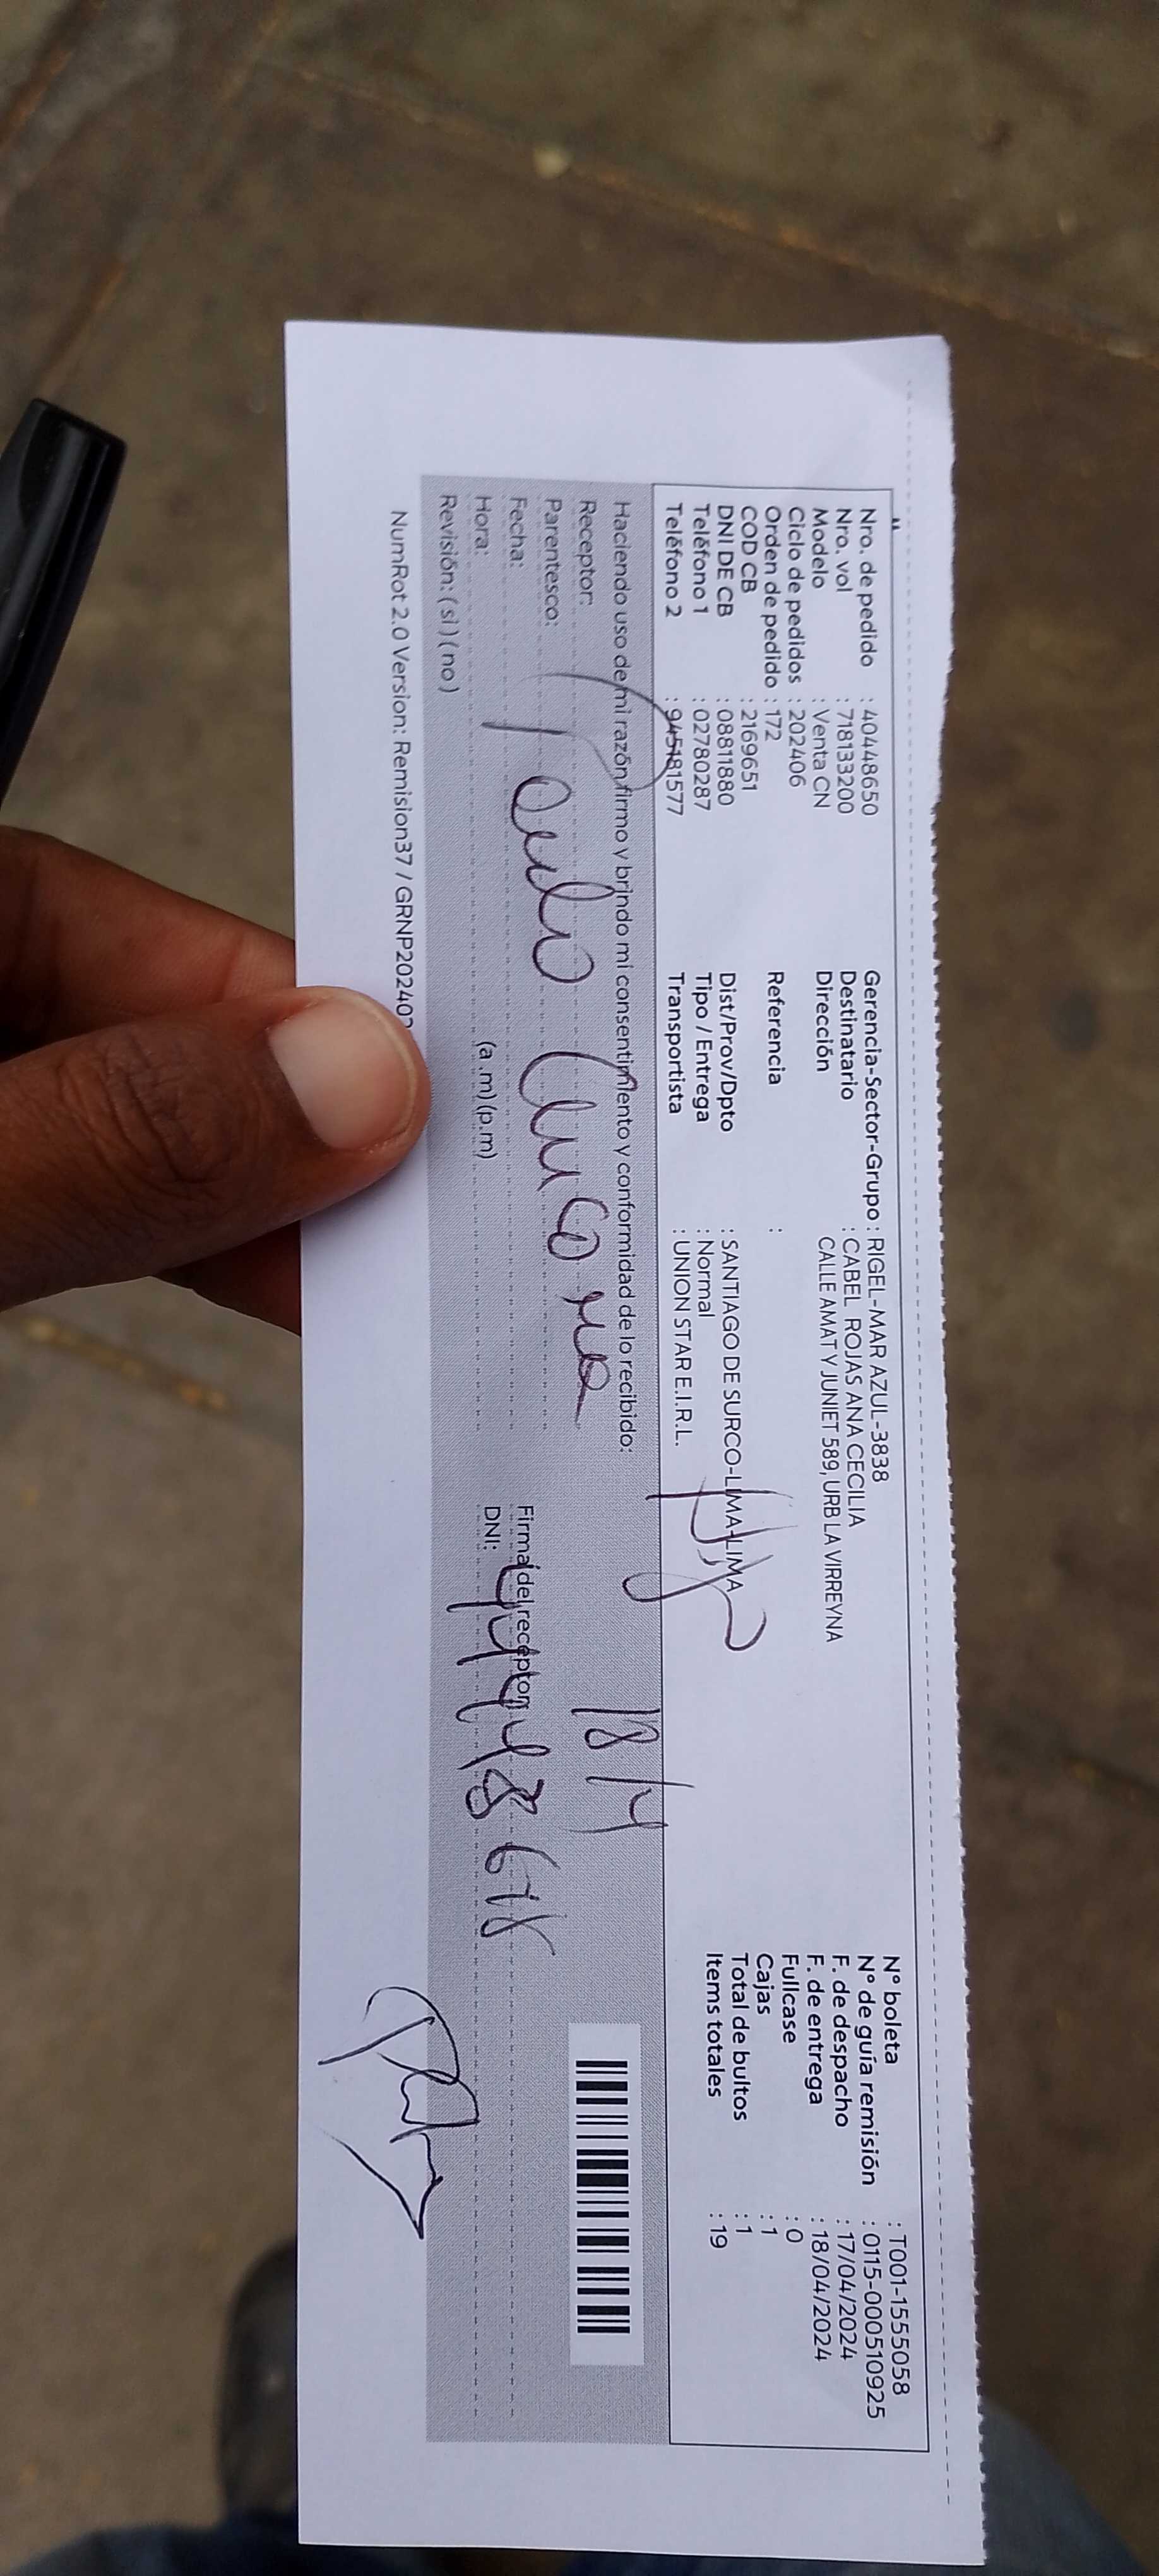 Nro. de pedido : 40448650
Nro. vol : 718133200
Modelo : Venta CN
Ciclo de pedidos : 202406
Orden de pedido : 172
COD CB : 2169651
DNI DE CB : 08811880
Teléfono 1 : 02780287
Teléfono 2 : 945181577
Gerencia-Sector-Grupo : RIGEL-MAR AZUL-3838
Destinatario : CABEL ROJAS ANA CECILIA
Dirección CALLE AMAT Y JUNIET 589, URB LA VIRREYNA
Referencia :
Dist/Prov/Dpto : SANTIAGO DE SURCO-LIMA-LIMA
Tipo / Entrega : Normal
Transportista : UNION STAR E.I.R.L.
N° boleta : T001-1555058
N° de guía remisión : 0115-000510925
F. de despacho : 17/04/2024
F. de entrega : 18/04/2024
Fullcase : 0
Cajas : 1
Total de bultos : 1
Items totales : 19
Haciendo uso de mi razón firmo y brindo mi consentimiento y conformidad de lo recibido:
Receptor:
Parentesco:
Fecha:
Hora: (a.m) (p.m)
Revisión: ( si ) ( no )
18/4
Firma del receptor:
DNI:
NumRot 2.0 Version: Remision37 / GRNP202402